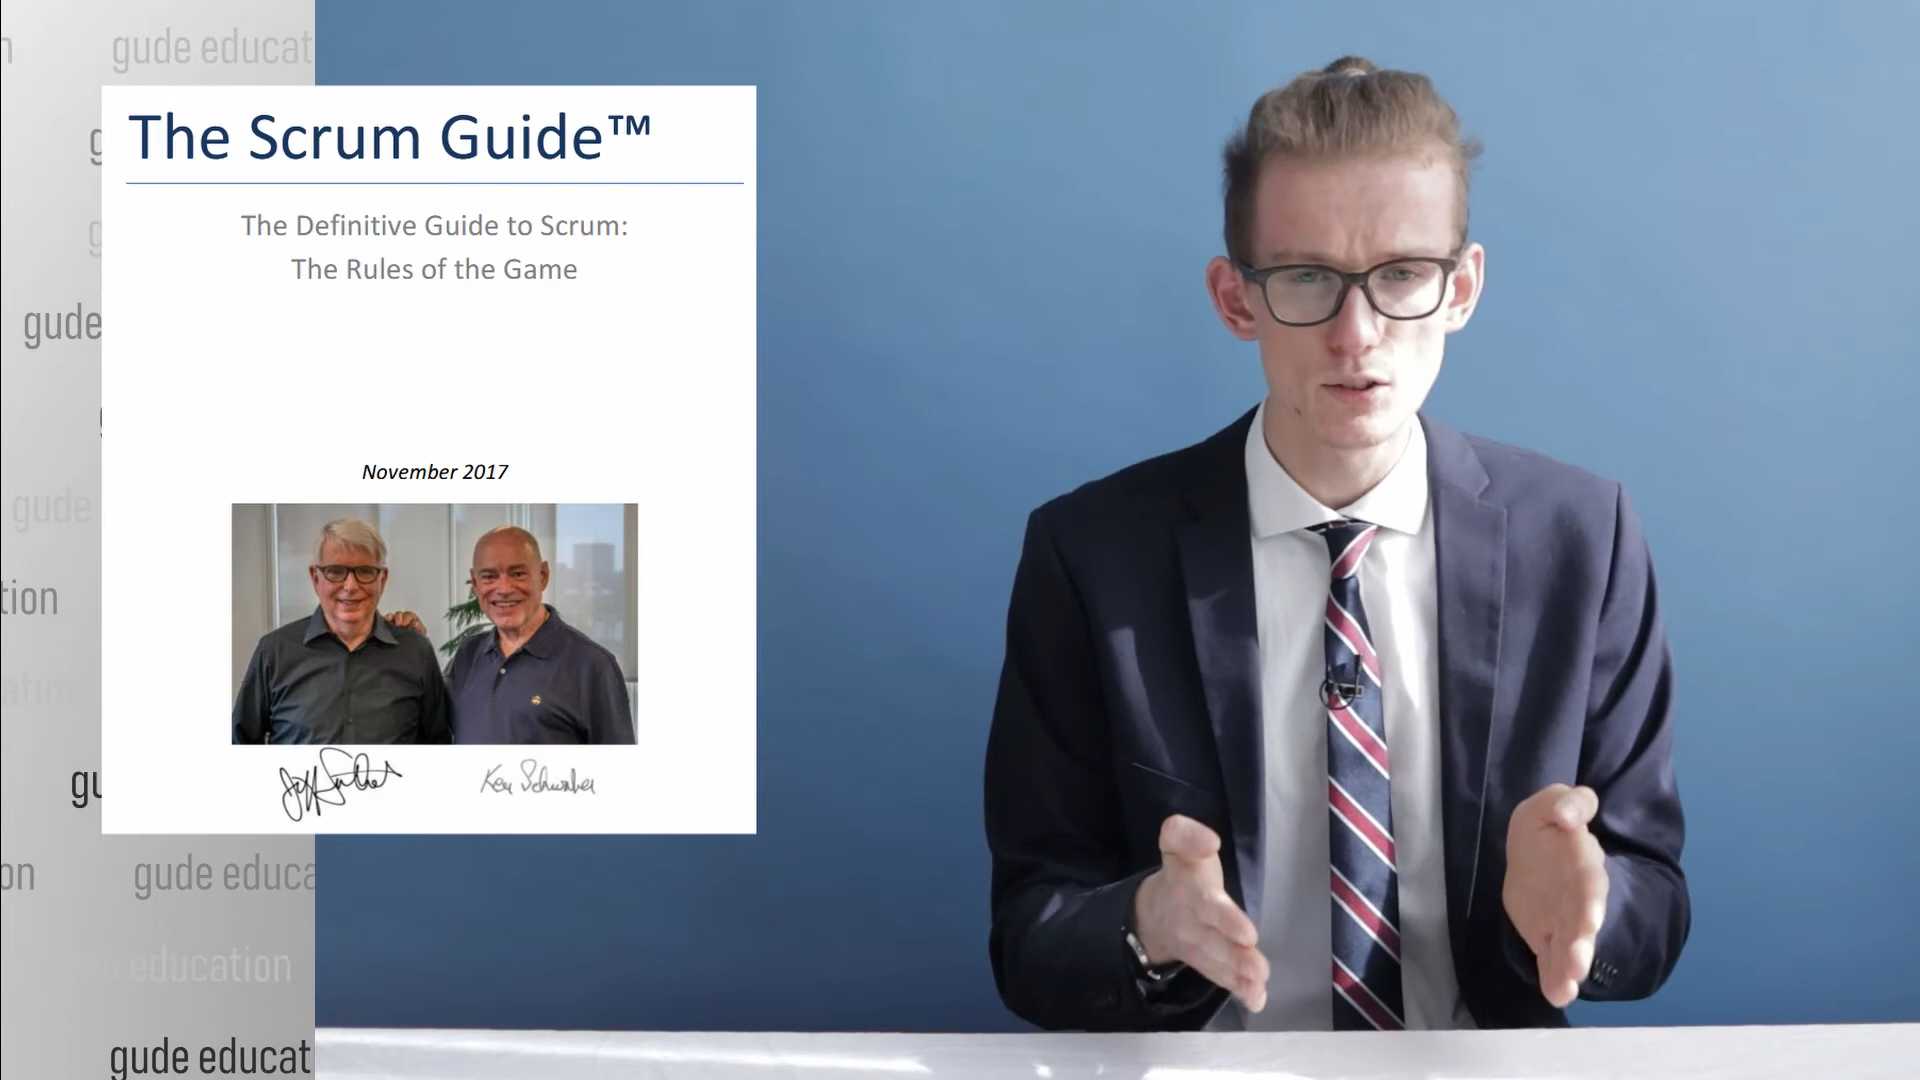 n
gude educat
g
The Scrum Guide™
The Definitive Guide to Scrum:
The Rules of the Game
g
gude
g
November 2017
gude
tion
Ken Schwaber
gu
on
gude educa
education
gude educat